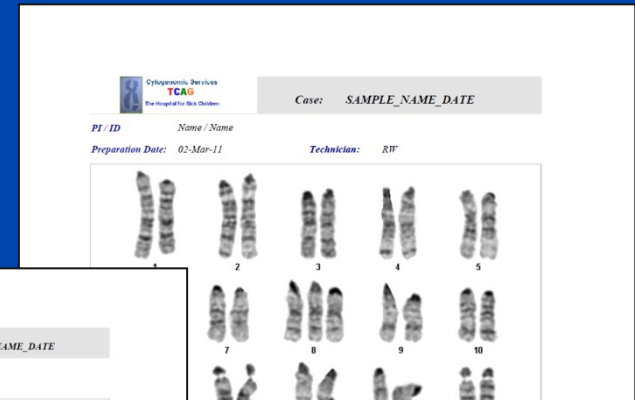 Cytogenomic Services
TCAG
The Hospital for Sick Children
Case: SAMPLE_NAME_DATE
PI / ID Name / Name
Preparation Date: 02-Mar-11 Technician: RW
1 2 3 4 5
AME_DATE
7 8 9 10